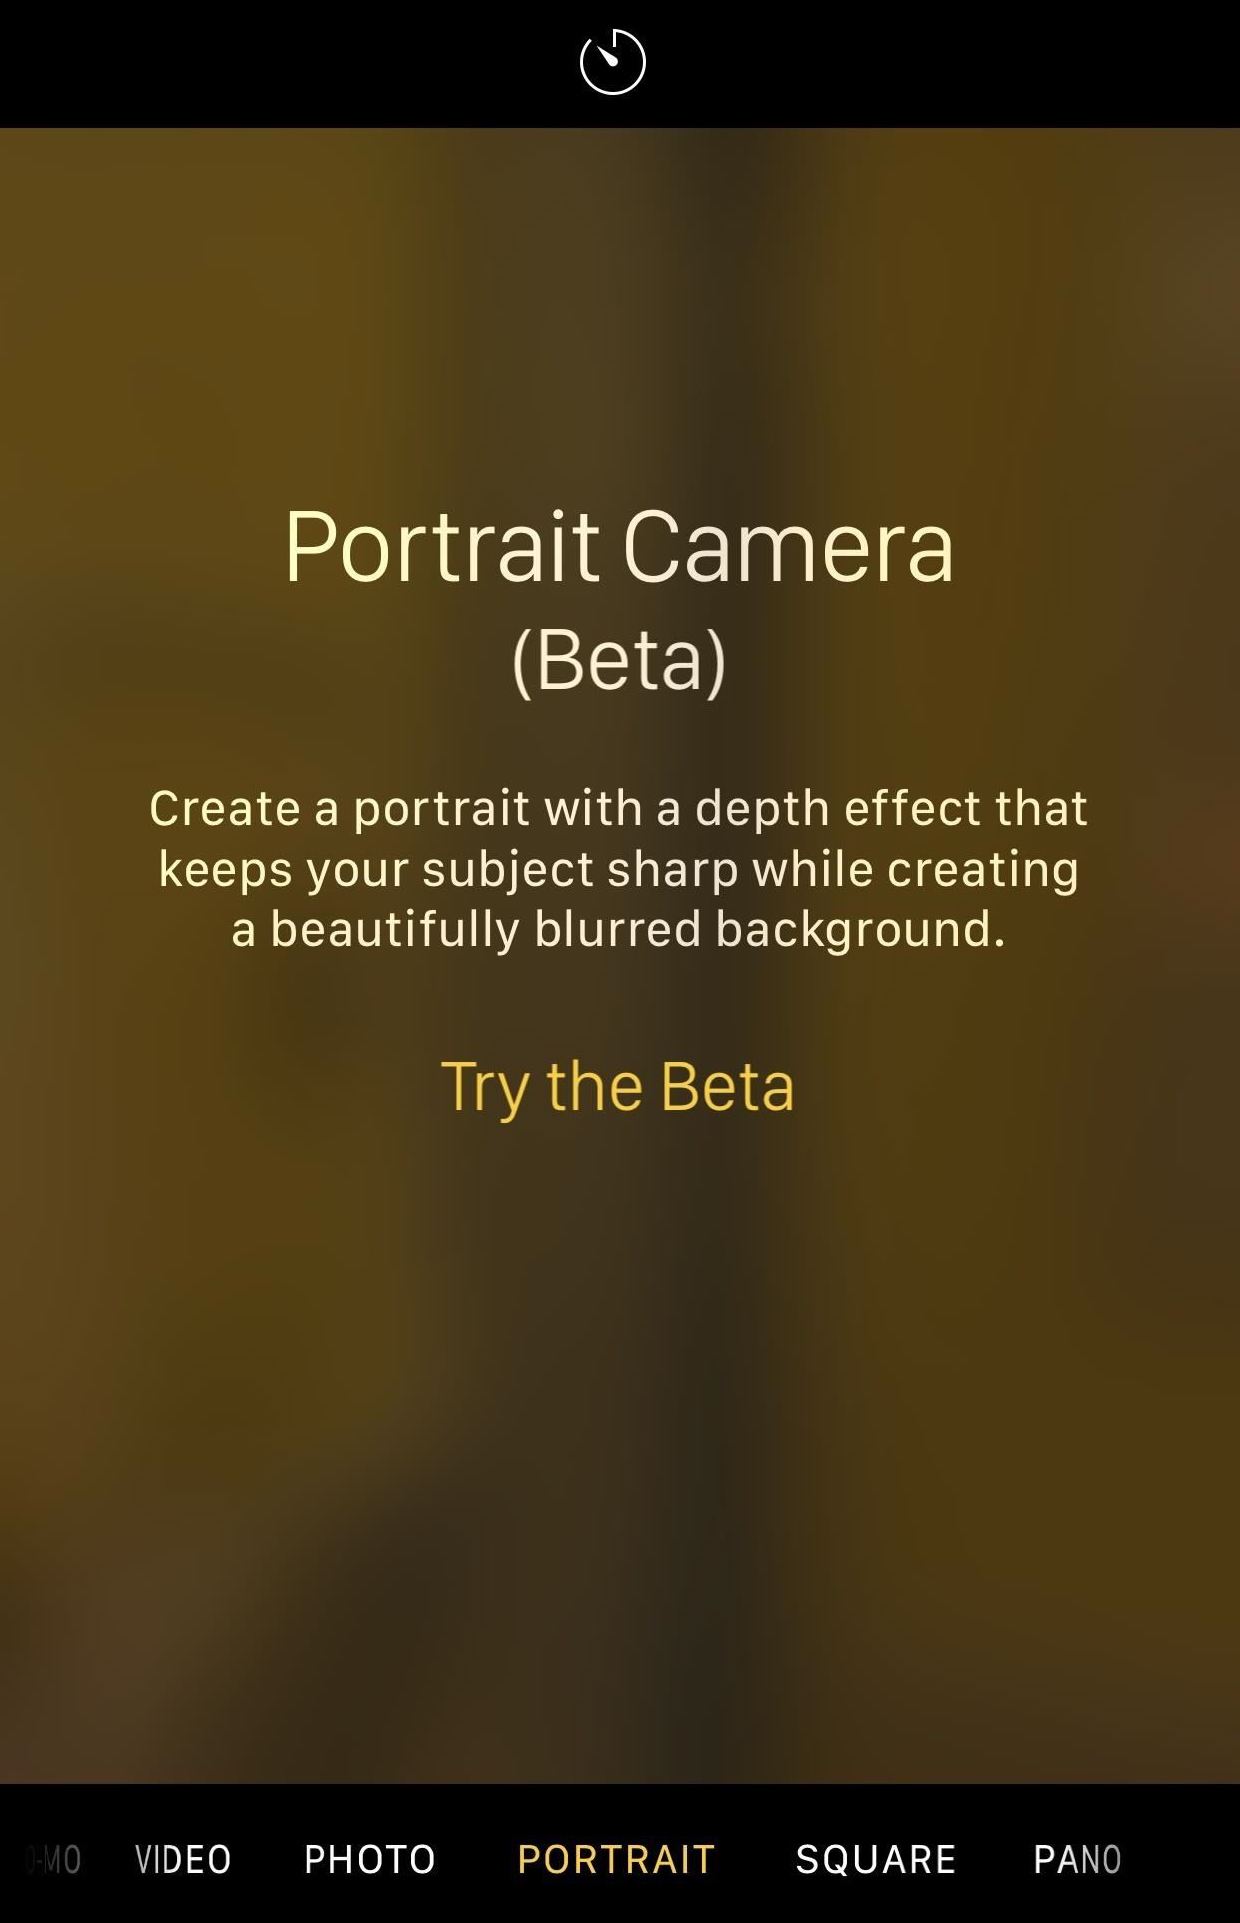 Portrait Camera
(Beta)
Create a portrait with a depth effect that
keeps your subject sharp while creating
a beautifully blurred background.
Try the Beta
O-MO VIDEO PHOTO PORTRAIT SQUARE PANO